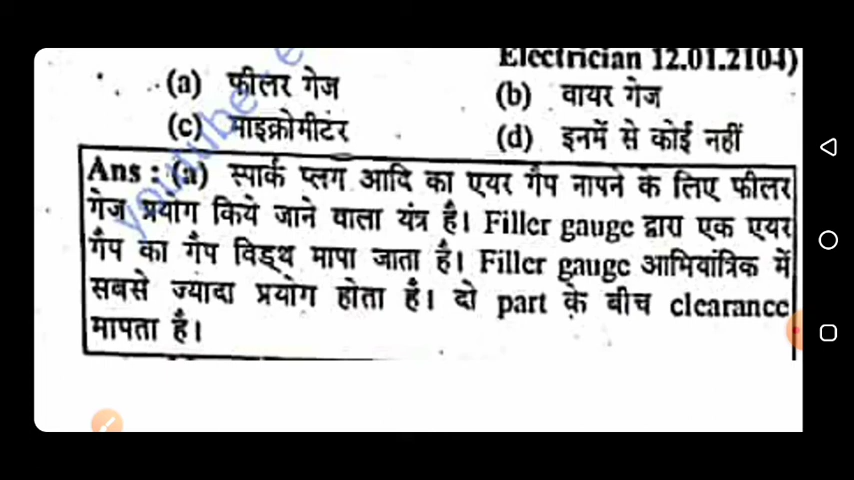 Electrician 12.01.2104)
(a) फीलर गेज (b) वायर गेज
(c) माइक्रोमीटर (d) इनमें से कोई नहीं
Ans : (a) स्पार्क प्लग आदि का एयर गैप नापने के लिए फीलर
गेज प्रयोग किये जाने वाला यंत्र है। Filler gauge द्वारा एक एयर
गैप का गैप विड्थ मापा जाता है। Filler gauge आभियांत्रिक में
सबसे ज्यादा प्रयोग होता है। दो part के बीच clearance
मापता है।
youtube